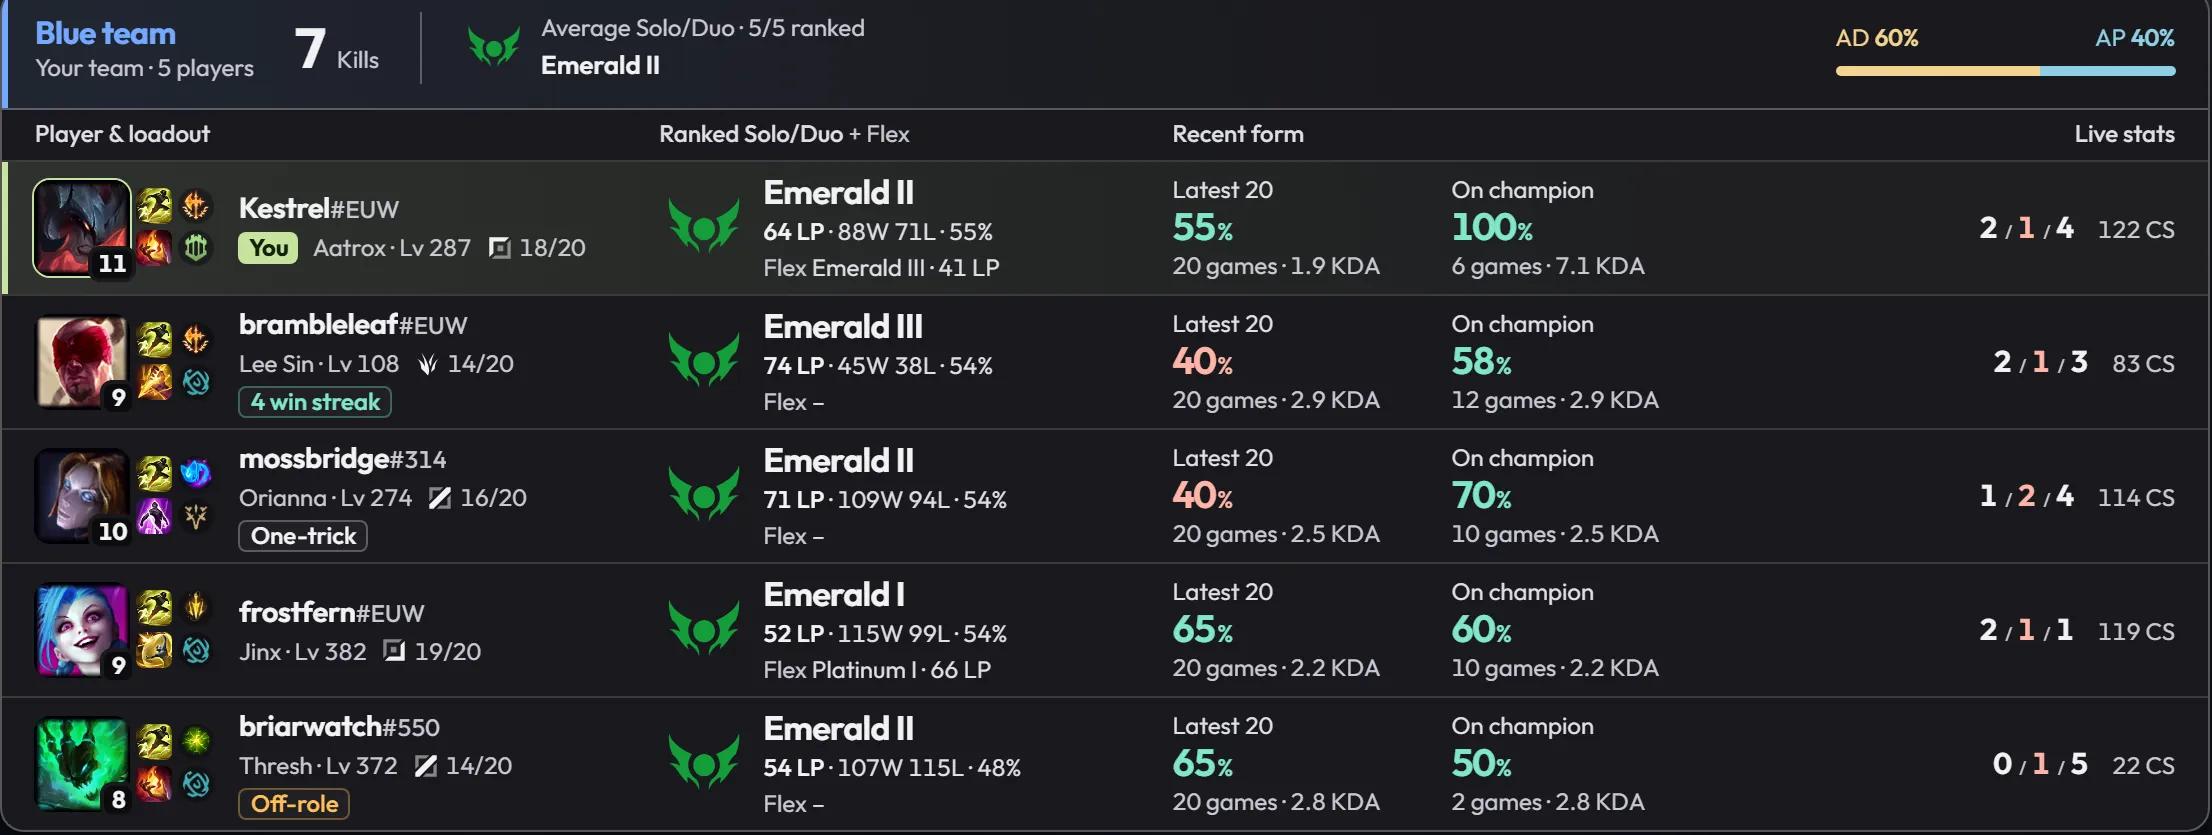 Blue team
Your team · 5 players
7 Kills
Average Solo/Duo · 5/5 ranked
Emerald II
AD 60%
AP 40%
Player & loadout
Ranked Solo/Duo + Flex
Recent form
Live stats
11
Kestrel#EUW
You Aatrox · Lv 287 18/20
Emerald II
64 LP · 88W 71L · 55%
Flex Emerald III · 41 LP
Latest 20
55%
20 games · 1.9 KDA
On champion
100%
6 games · 7.1 KDA
2 / 1 / 4 122 CS
9
brambleleaf#EUW
Lee Sin · Lv 108 14/20
4 win streak
Emerald III
74 LP · 45W 38L · 54%
Flex –
Latest 20
40%
20 games · 2.9 KDA
On champion
58%
12 games · 2.9 KDA
2 / 1 / 3 83 CS
10
mossbridge#314
Orianna · Lv 274 16/20
One-trick
Emerald II
71 LP · 109W 94L · 54%
Flex –
Latest 20
40%
20 games · 2.5 KDA
On champion
70%
10 games · 2.5 KDA
1 / 2 / 4 114 CS
9
frostfern#EUW
Jinx · Lv 382 19/20
Emerald I
52 LP · 115W 99L · 54%
Flex Platinum I · 66 LP
Latest 20
65%
20 games · 2.2 KDA
On champion
60%
10 games · 2.2 KDA
2 / 1 / 1 119 CS
8
briarwatch#550
Thresh · Lv 372 14/20
Off-role
Emerald II
54 LP · 107W 115L · 48%
Flex –
Latest 20
65%
20 games · 2.8 KDA
On champion
50%
2 games · 2.8 KDA
0 / 1 / 5 22 CS